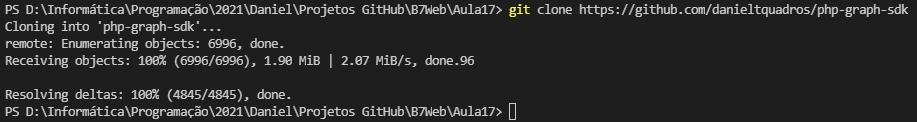 PS D:\Informática\Programação\2021\Daniel\Projetos GitHub\B7Web\Aula17> git clone https://github.com/danieltquadros/php-graph-sdk
Cloning into 'php-graph-sdk'...
remote: Enumerating objects: 6996, done.
Receiving objects: 100% (6996/6996), 1.90 MiB | 2.07 MiB/s, done.96
Resolving deltas: 100% (4845/4845), done.
PS D:\Informática\Programação\2021\Daniel\Projetos GitHub\B7Web\Aula17>